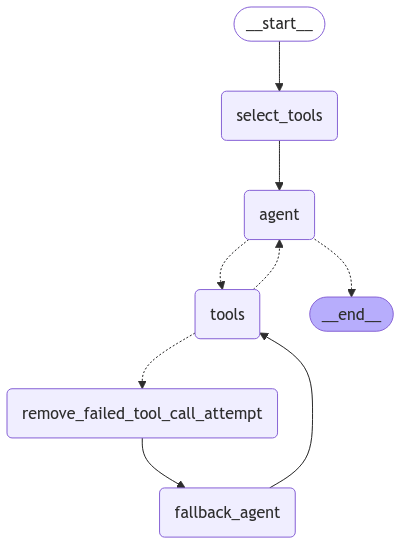 __start__
select_tools
agent
tools
__end__
remove_failed_tool_call_attempt
fallback_agent